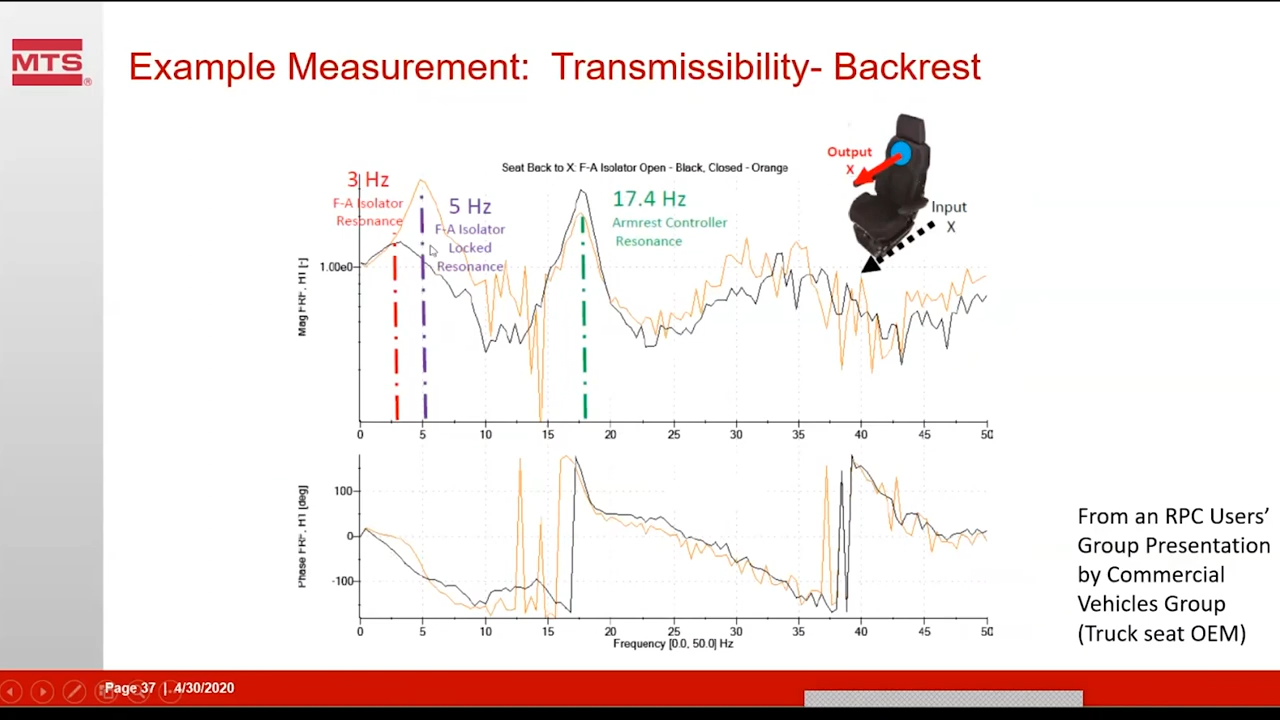 MTS
®
Example Measurement: Transmissibility- Backrest
Seat Back to X: F-A Isolator Open - Black, Closed - Orange
3 Hz
F-A Isolator
Resonance
5 Hz
F-A Isolator
Locked
Resonance
17.4 Hz
Armrest Controller
Resonance
Output
X
Input
X
1.00e0
Mag FRF, H1 [-]
0 5 10 15 20 25 30 35 40 45 50
100
0
-100
Phase FRF, H1 [deg]
0 5 10 15 20 25 30 35 40 45 50
Frequency [0.0, 50.0] Hz
From an RPC Users'
Group Presentation
by Commercial
Vehicles Group
(Truck seat OEM)
Page 37 | 4/30/2020